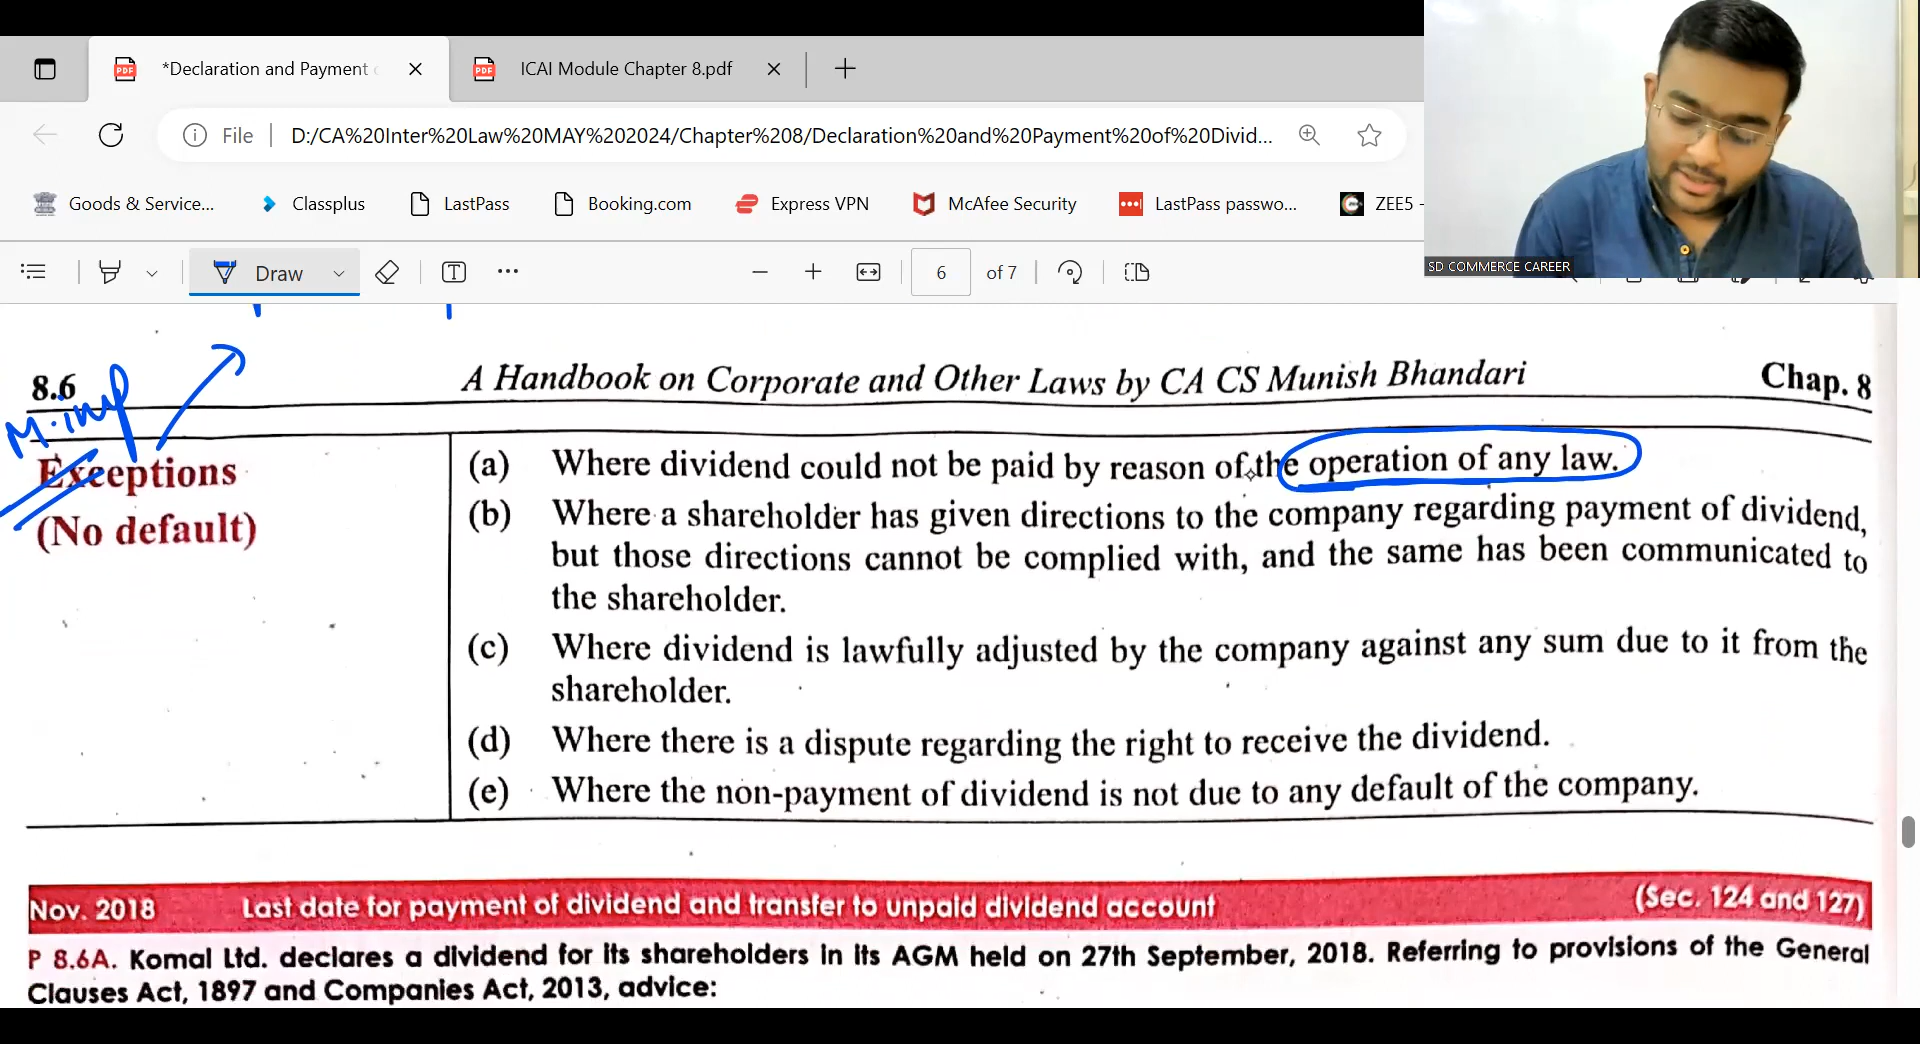 *Declaration and Payment
ICAI Module Chapter 8.pdf
File
D:/CA%20Inter%20Law%20MAY%202024/Chapter%208/Declaration%20and%20Payment%20of%20Divid...
Goods & Service...
Classplus
LastPass
Booking.com
Express VPN
McAfee Security
LastPass passwo...
ZEE5 -
SD COMMERCE CAREER
Draw
6
of 7
8.6
A Handbook on Corporate and Other Laws by CA CS Munish Bhandari
Chap. 8
M.imp
Exceptions
(No default)
(a) Where dividend could not be paid by reason of the operation of any law.
(b) Where a shareholder has given directions to the company regarding payment of dividend,
but those directions cannot be complied with, and the same has been communicated to
the shareholder.
(c) Where dividend is lawfully adjusted by the company against any sum due to it from the
shareholder.
(d) Where there is a dispute regarding the right to receive the dividend.
(e) Where the non-payment of dividend is not due to any default of the company.
Nov. 2018 Last date for payment of dividend and transfer to unpaid dividend account (Sec. 124 and 127)
P 8.6A. Komal Ltd. declares a dividend for its shareholders in its AGM held on 27th September, 2018. Referring to provisions of the General
Clauses Act, 1897 and Companies Act, 2013, advice: